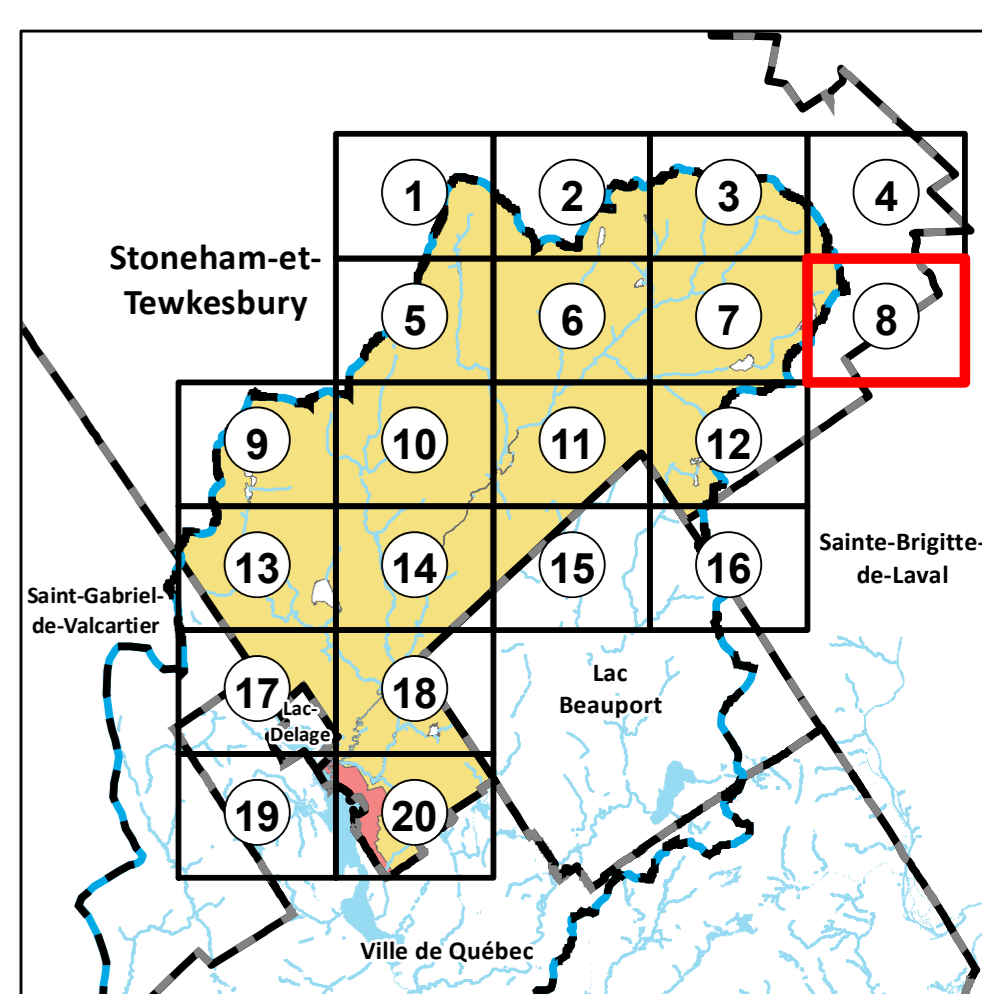 1
2
3
4
Stoneham-et-
Tewkesbury
5
6
7
8
9
10
11
12
13
14
15
16
Sainte-Brigitte-
de-Laval
Saint-Gabriel-
de-Valcartier
17
Lac-
Delage
18
Lac
Beauport
19
20
Ville de Québec